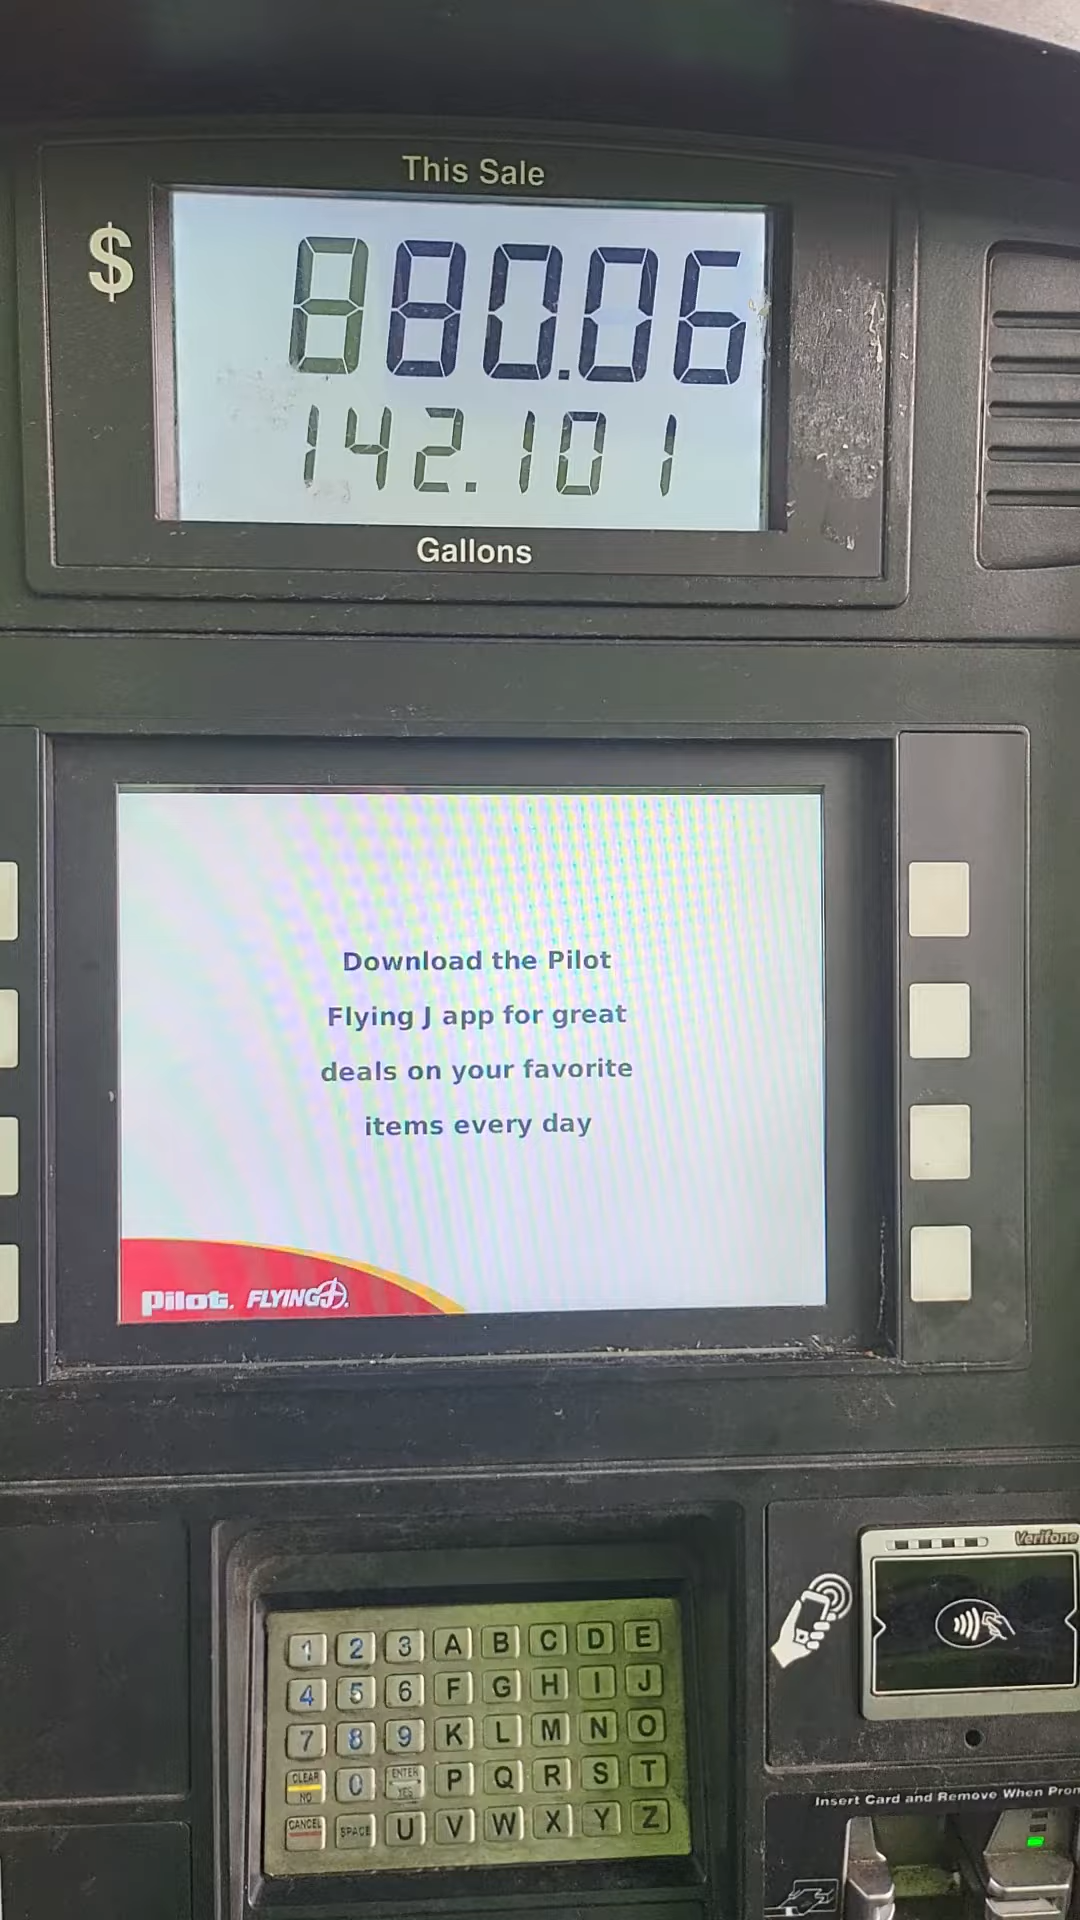 This Sale
$
880.06
142.101
Gallons
Download the Pilot
Flying J app for great
deals on your favorite
items every day
Pilot. FLYING J.
Verifone
1 2 3 A B C D E
4 5 6 F G H I J
7 8 9 K L M N O
CLEAR NO 0 ENTER YES P Q R S T
CANCEL SPACE U V W X Y Z
Insert Card and Remove When Prom